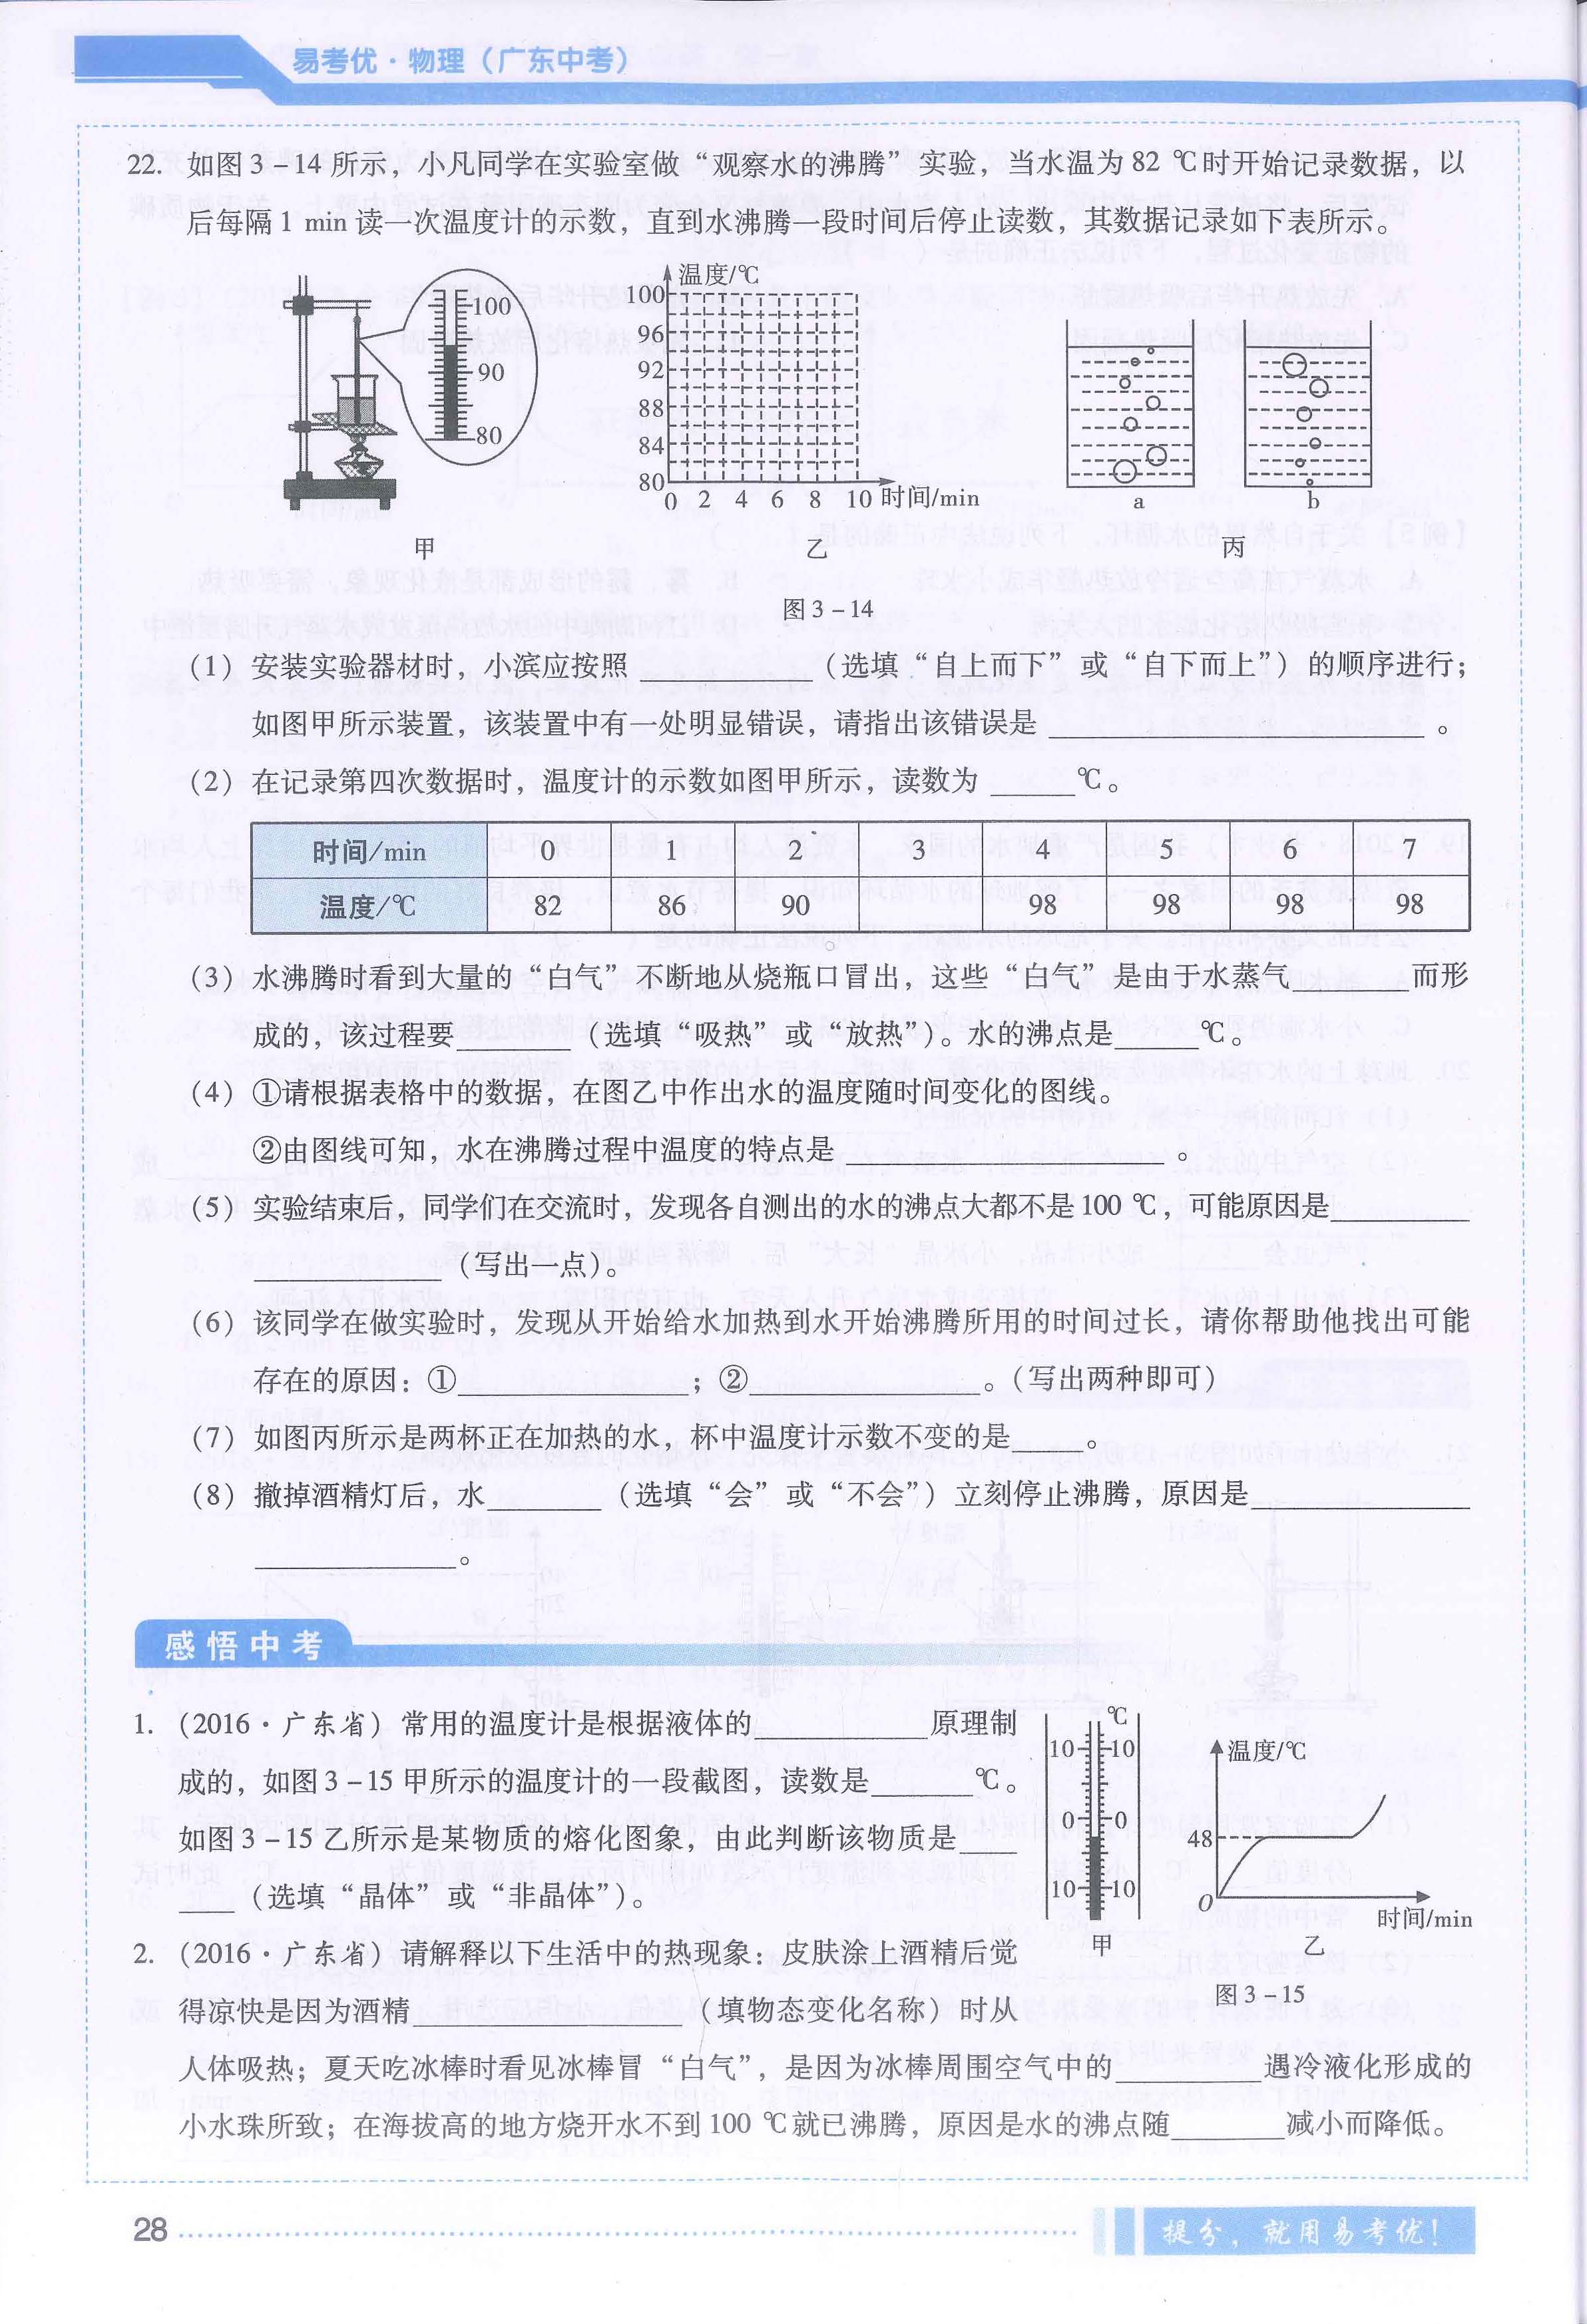 易考优·物理（广东中考）
22. 如图3-14所示，小凡同学在实验室做“观察水的沸腾”实验，当水温为82 ℃时开始记录数据，以
后每隔1 min读一次温度计的示数，直到水沸腾一段时间后停止读数，其数据记录如下表所示。
100
90
80
甲
温度/℃
100
96
92
88
84
80
0 2 4 6 8 10 时间/min
乙
a b
丙
图3-14
（1）安装实验器材时，小滨应按照______（选填“自上而下”或“自下而上”）的顺序进行；
如图甲所示装置，该装置中有一处明显错误，请指出该错误是______。
（2）在记录第四次数据时，温度计的示数如图甲所示，读数为______℃。
时间/min 0 1 2 3 4 5 6 7
温度/℃ 82 86 90 98 98 98 98
（3）水沸腾时看到大量的“白气”不断地从烧瓶口冒出，这些“白气”是由于水蒸气______而形
成的，该过程要______（选填“吸热”或“放热”）。水的沸点是______℃。
（4）①请根据表格中的数据，在图乙中作出水的温度随时间变化的图线。
②由图线可知，水在沸腾过程中温度的特点是______。
（5）实验结束后，同学们在交流时，发现各自测出的水的沸点大都不是100 ℃，可能原因是______
______（写出一点）。
（6）该同学在做实验时，发现从开始给水加热到水开始沸腾所用的时间过长，请你帮助他找出可能
存在的原因：①______；②______。（写出两种即可）
（7）如图丙所示是两杯正在加热的水，杯中温度计示数不变的是______。
（8）撤掉酒精灯后，水______（选填“会”或“不会”）立刻停止沸腾，原因是______
______。
感悟中考
1.（2016·广东省）常用的温度计是根据液体的______原理制
成的，如图3-15甲所示的温度计的一段截图，读数是______℃。
如图3-15乙所示是某物质的熔化图象，由此判断该物质是____
____（选填“晶体”或“非晶体”）。
℃
10 10
0 0
10 10
甲
温度/℃
48
O
时间/min
乙
图3-15
2.（2016·广东省）请解释以下生活中的热现象：皮肤涂上酒精后觉
得凉快是因为酒精______（填物态变化名称）时从
人体吸热；夏天吃冰棒时看见冰棒冒“白气”，是因为冰棒周围空气中的______遇冷液化形成的
小水珠所致；在海拔高的地方烧开水不到100 ℃就已沸腾，原因是水的沸点随______减小而降低。
28
提分，就用易考优！